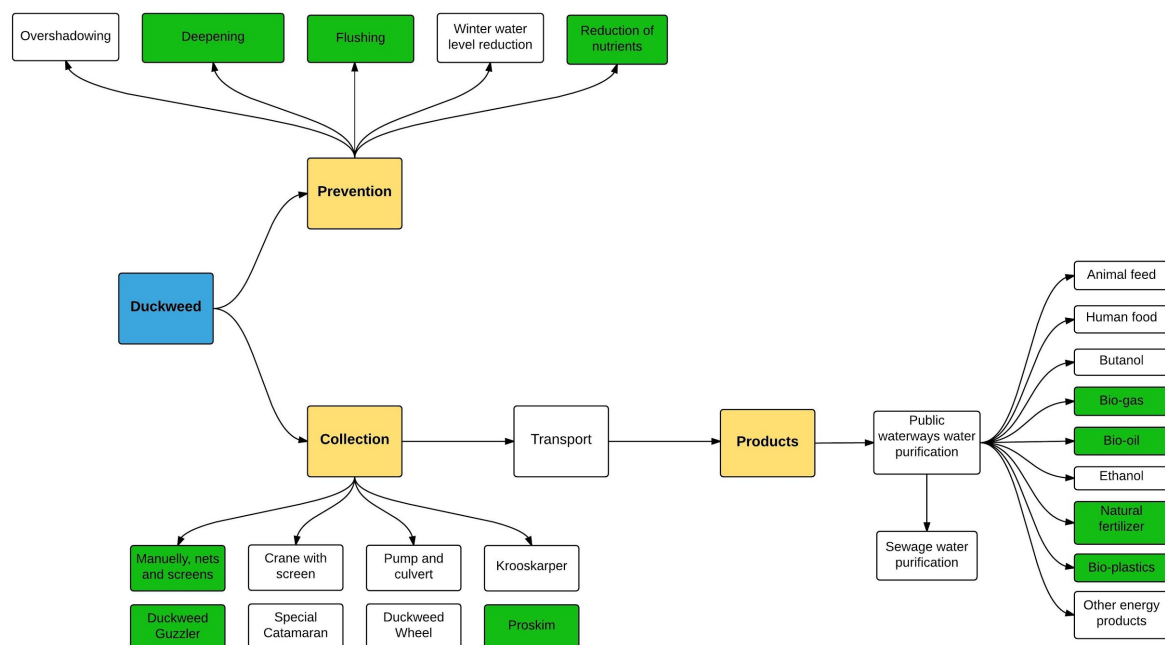 Overshadowing
Deepening
Flushing
Winter water
level reduction
Reduction of
nutrients
Prevention
Duckweed
Collection
Transport
Products
Public
waterways water
purification
Sewage water
purification
Animal feed
Human food
Butanol
Bio-gas
Bio-oil
Ethanol
Natural
fertilizer
Bio-plastics
Other energy
products
Manuelly, nets
and screens
Crane with
screen
Pump and
culvert
Krooskarper
Duckweed
Guzzler
Special
Catamaran
Duckweed
Wheel
Proskim